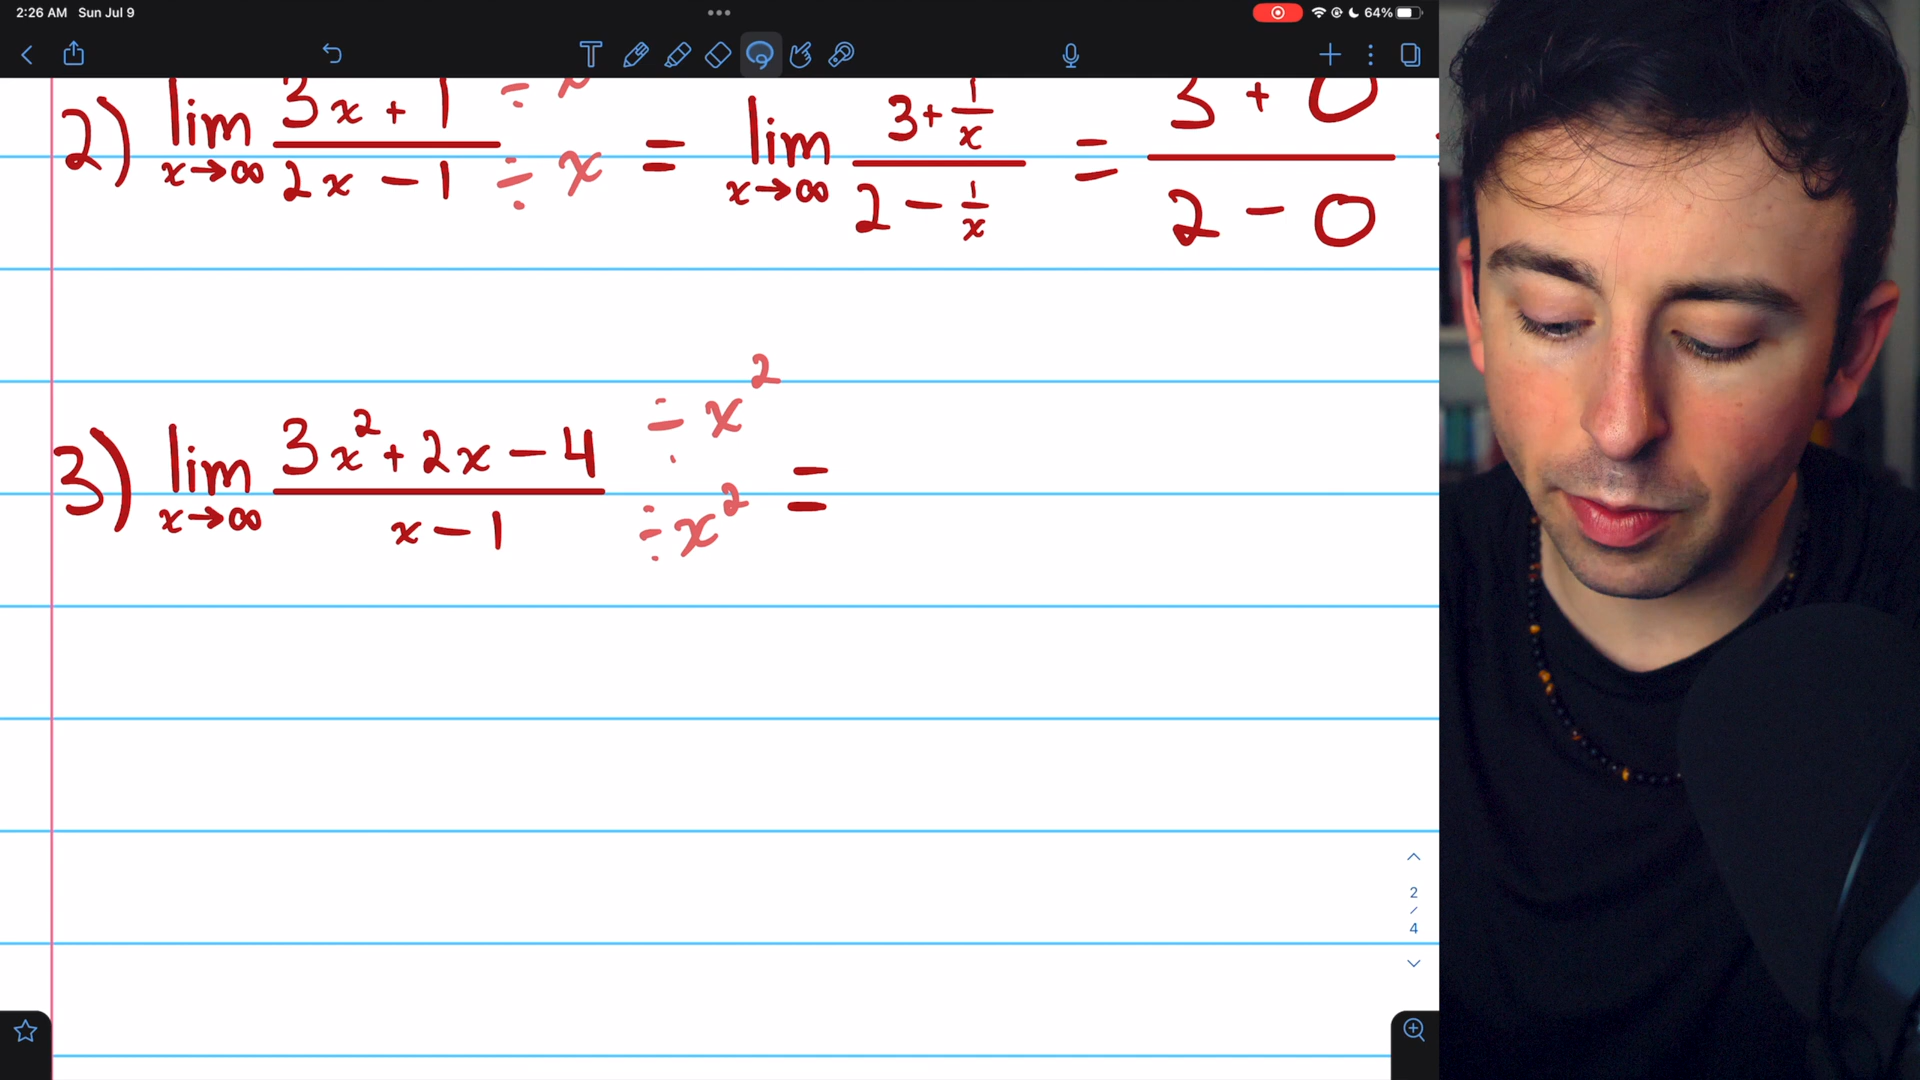 2:26 AM Sun Jul 9
64%
2) lim x→∞ 3x + 1 / 2x − 1 ÷ x = lim x→∞ 3 + 1/x / 2 − 1/x = 3 + 0 / 2 − 0
3) lim x→∞ 3x² + 2x − 4 / x − 1 ÷ x² ÷ x² =
2
/
4